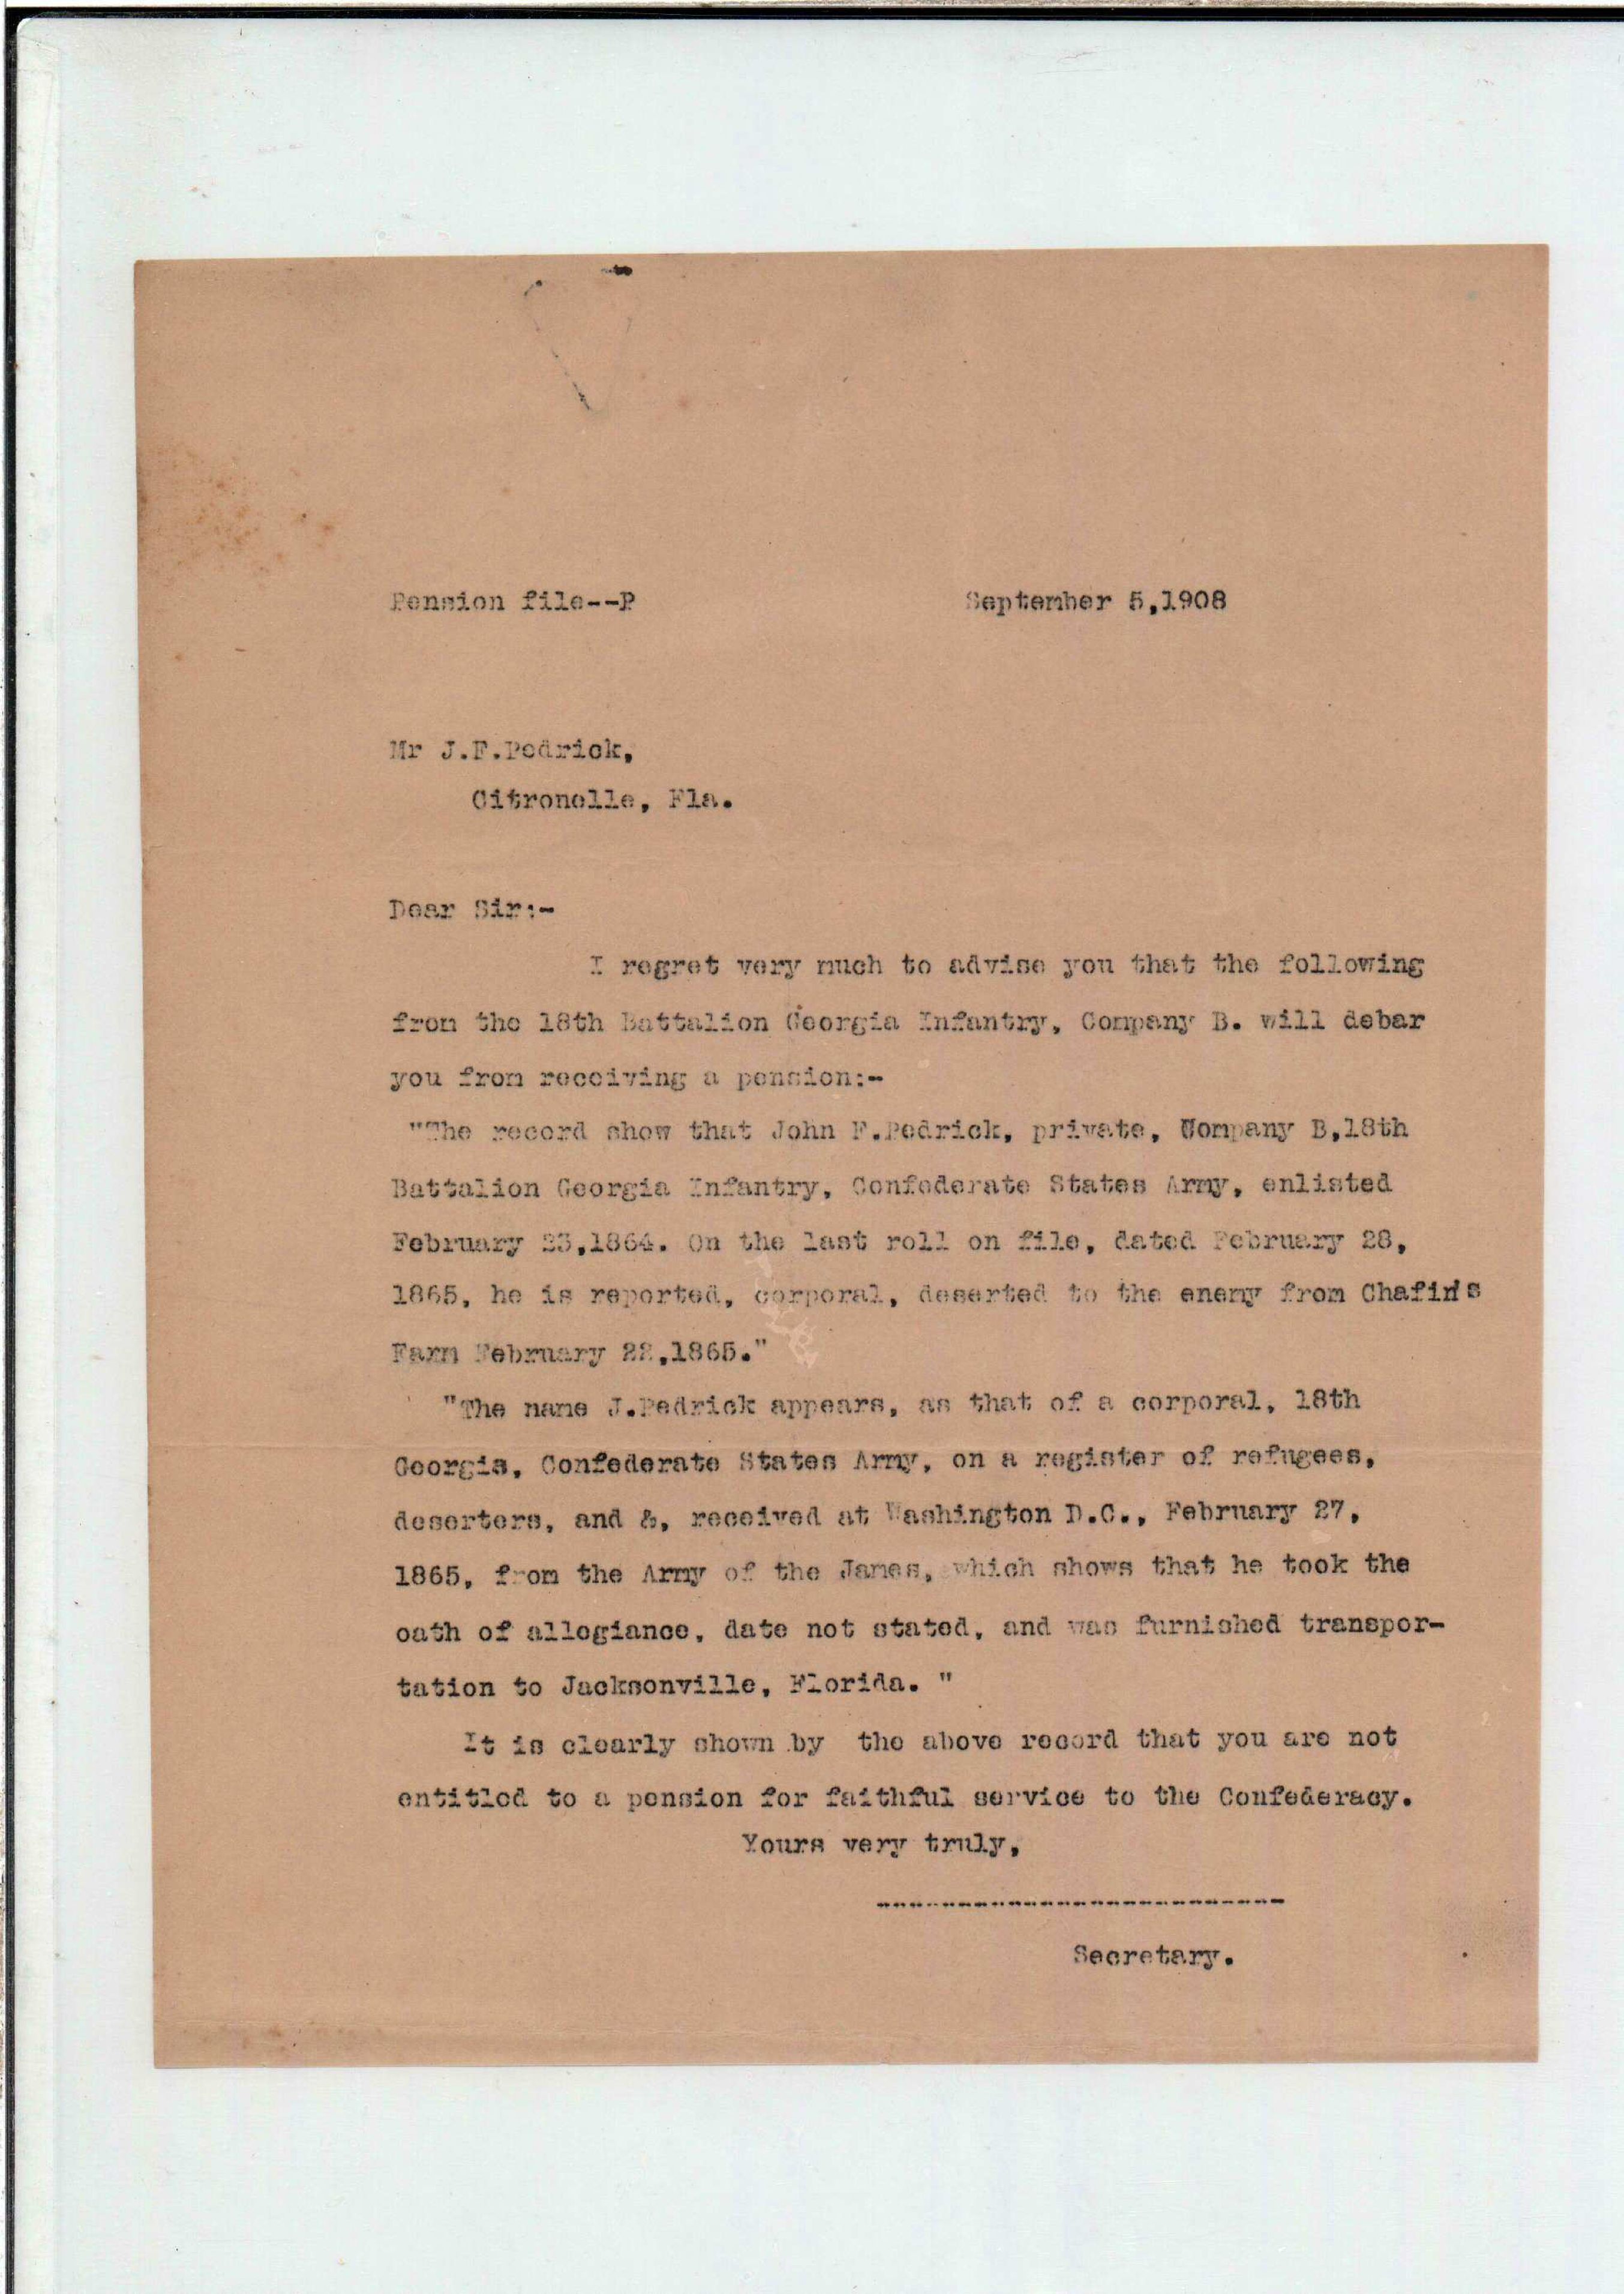 Pension file--P September 5,1908
Mr J.F.Pedrick,
Citronelle, Fla.
Dear Sir:-
I regret very much to advise you that the following
from the 18th Battalion Georgia Infantry, Company B. will debar
you from receiving a pension:-
"The record show that John F.Pedrick, private, Company B,18th
Battalion Georgia Infantry, Confederate States Army, enlisted
February 23,1864. On the last roll on file, dated February 28,
1865, he is reported, corporal, deserted to the enemy from Chafin's
Farm February 22,1865."
"The name J.Pedrick appears, as that of a corporal, 18th
Georgia, Confederate States Army, on a register of refugees,
deserters, and &, received at Washington D.C., February 27,
1865, from the Army of the James, which shows that he took the
oath of allegiance, date not stated, and was furnished transpor-
tation to Jacksonville, Florida. "
It is clearly shown by the above record that you are not
entitled to a pension for faithful service to the Confederacy.
Yours very truly,
-------------------------
Secretary.